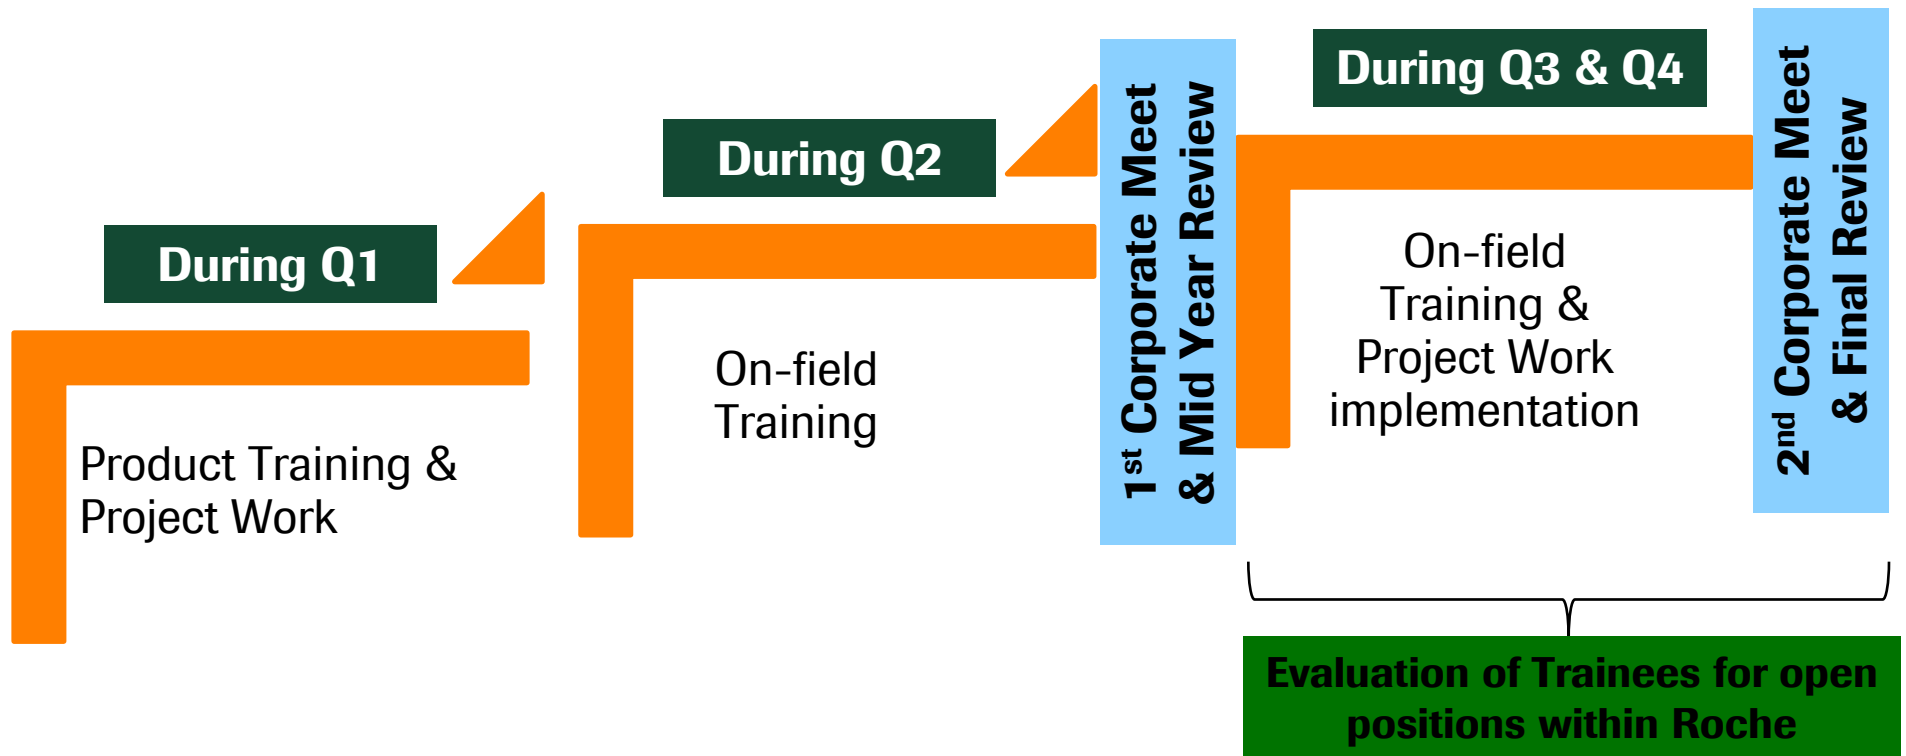 During Q1
Product Training &
Project Work
During Q2
On-field
Training
1st Corporate Meet
& Mid Year Review
During Q3 & Q4
On-field
Training &
Project Work
implementation
2nd Corporate Meet
& Final Review
Evaluation of Trainees for open
positions within Roche